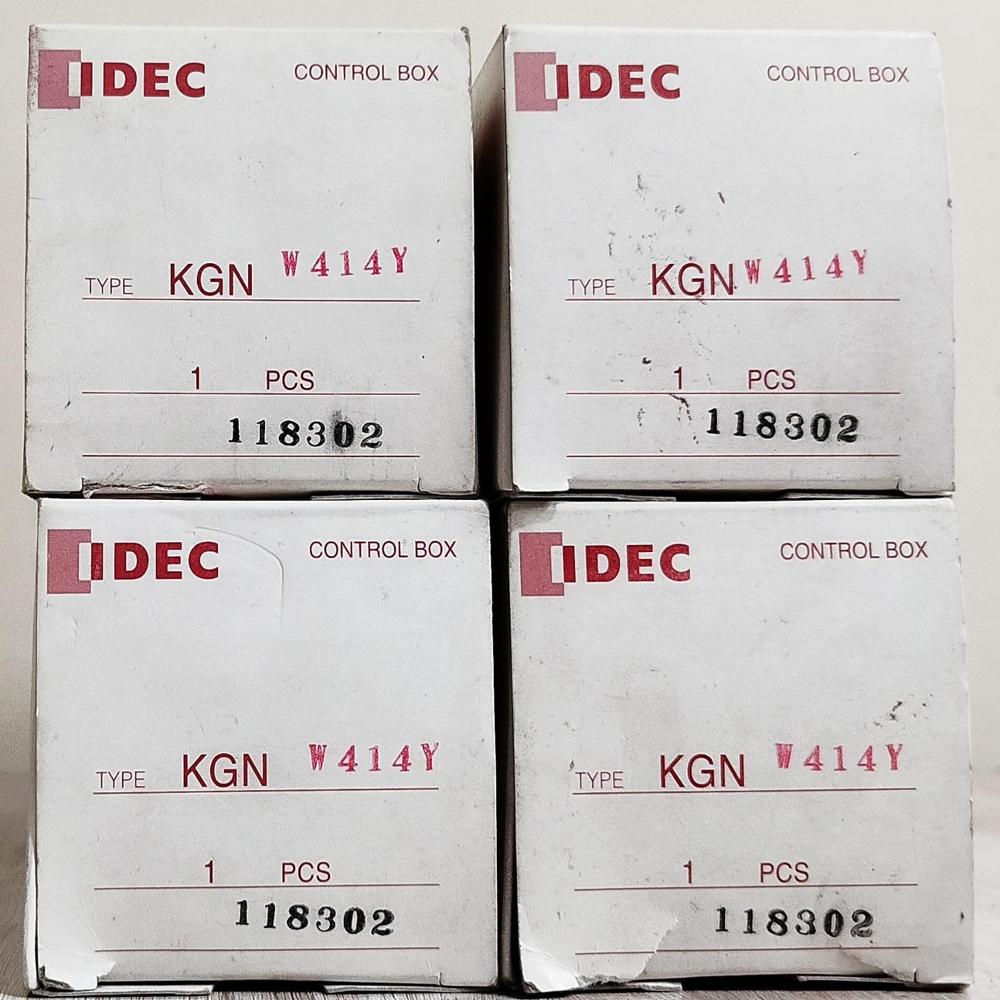 IDEC CONTROL BOX
TYPE KGN W414Y
1 PCS
118302
IDEC CONTROL BOX
TYPE KGN W414Y
1 PCS
118302
IDEC CONTROL BOX
TYPE KGN W414Y
1 PCS
118302
IDEC CONTROL BOX
TYPE KGN W414Y
1 PCS
118302